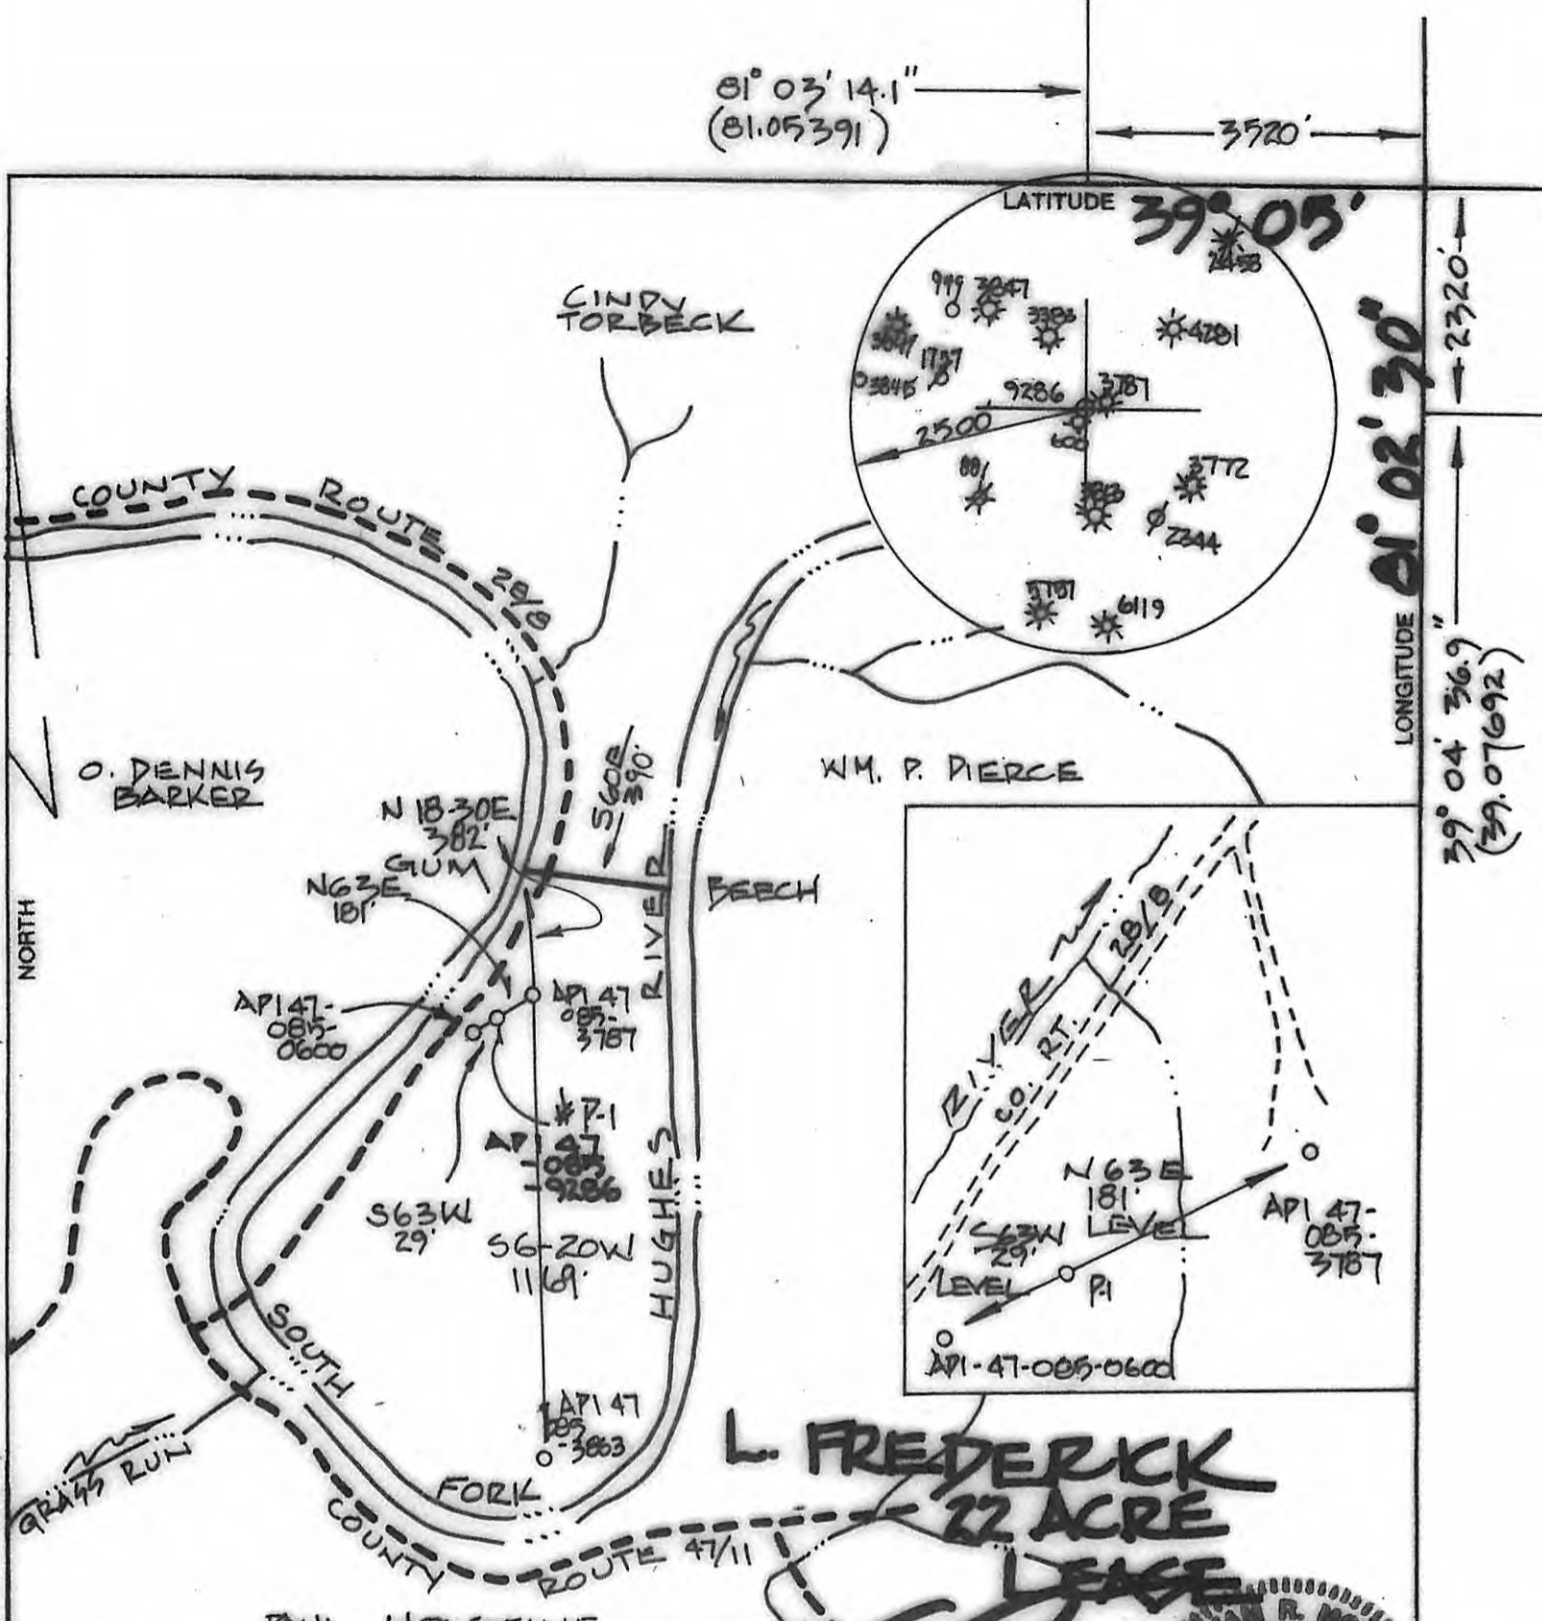 81° 03' 14.1"
(81.05391)
3520'
LATITUDE 39° 05'
2320'
LONGITUDE 81° 02' 30"
39° 04' 36.9"
(39.07692)
2458
999 3847
3383
4281
1737
3845
9286 3787
2500
600
881
3772
2344
5787
6119
CINDY
TORBECK
COUNTY ROUTE 28/8
O. DENNIS
BARKER
N 18-30E
382'
GUM
N63E
181'
S60E
390'
WM. P. PIERCE
BEECH
NORTH
API 47-
085-
0600
API 47
085-
3787
#P-1
API 47
-085
-9286
S63W
29'
S6-20W
1169'
API 47
085
-3863
SOUTH FORK
HUGHES RIVER
GRASS RUN
COUNTY ROUTE 47/11
RIVER
CO. RT. 28/8
N63E
181'
LEVEL
S63W
29'
LEVEL
P-1
API 47-
085-
3787
API-47-085-0600
L. FREDERICK
22 ACRE
LEASE